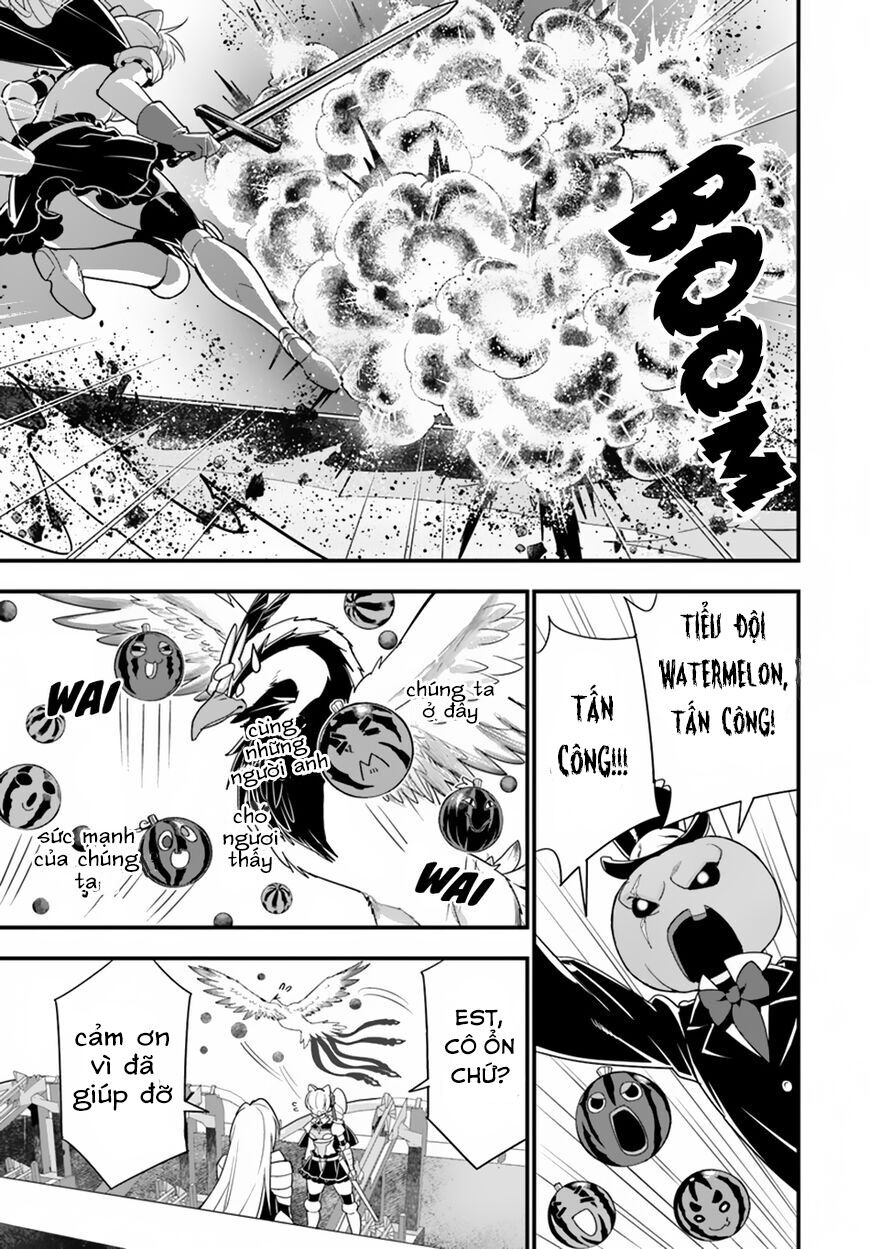 BOOM
TIỂU ĐỘI
WATERMELON,
TẤN CÔNG!
TẤN
CÔNG!!!
chúng ta
ở đây
cùng
những
người anh
WAI
chó
ngươi
thấy
sức mạnh
của chúng
ta
WAI
EST,
CÔ ỔN
CHỨ?
cảm ơn
vì đã
giúp đỡ